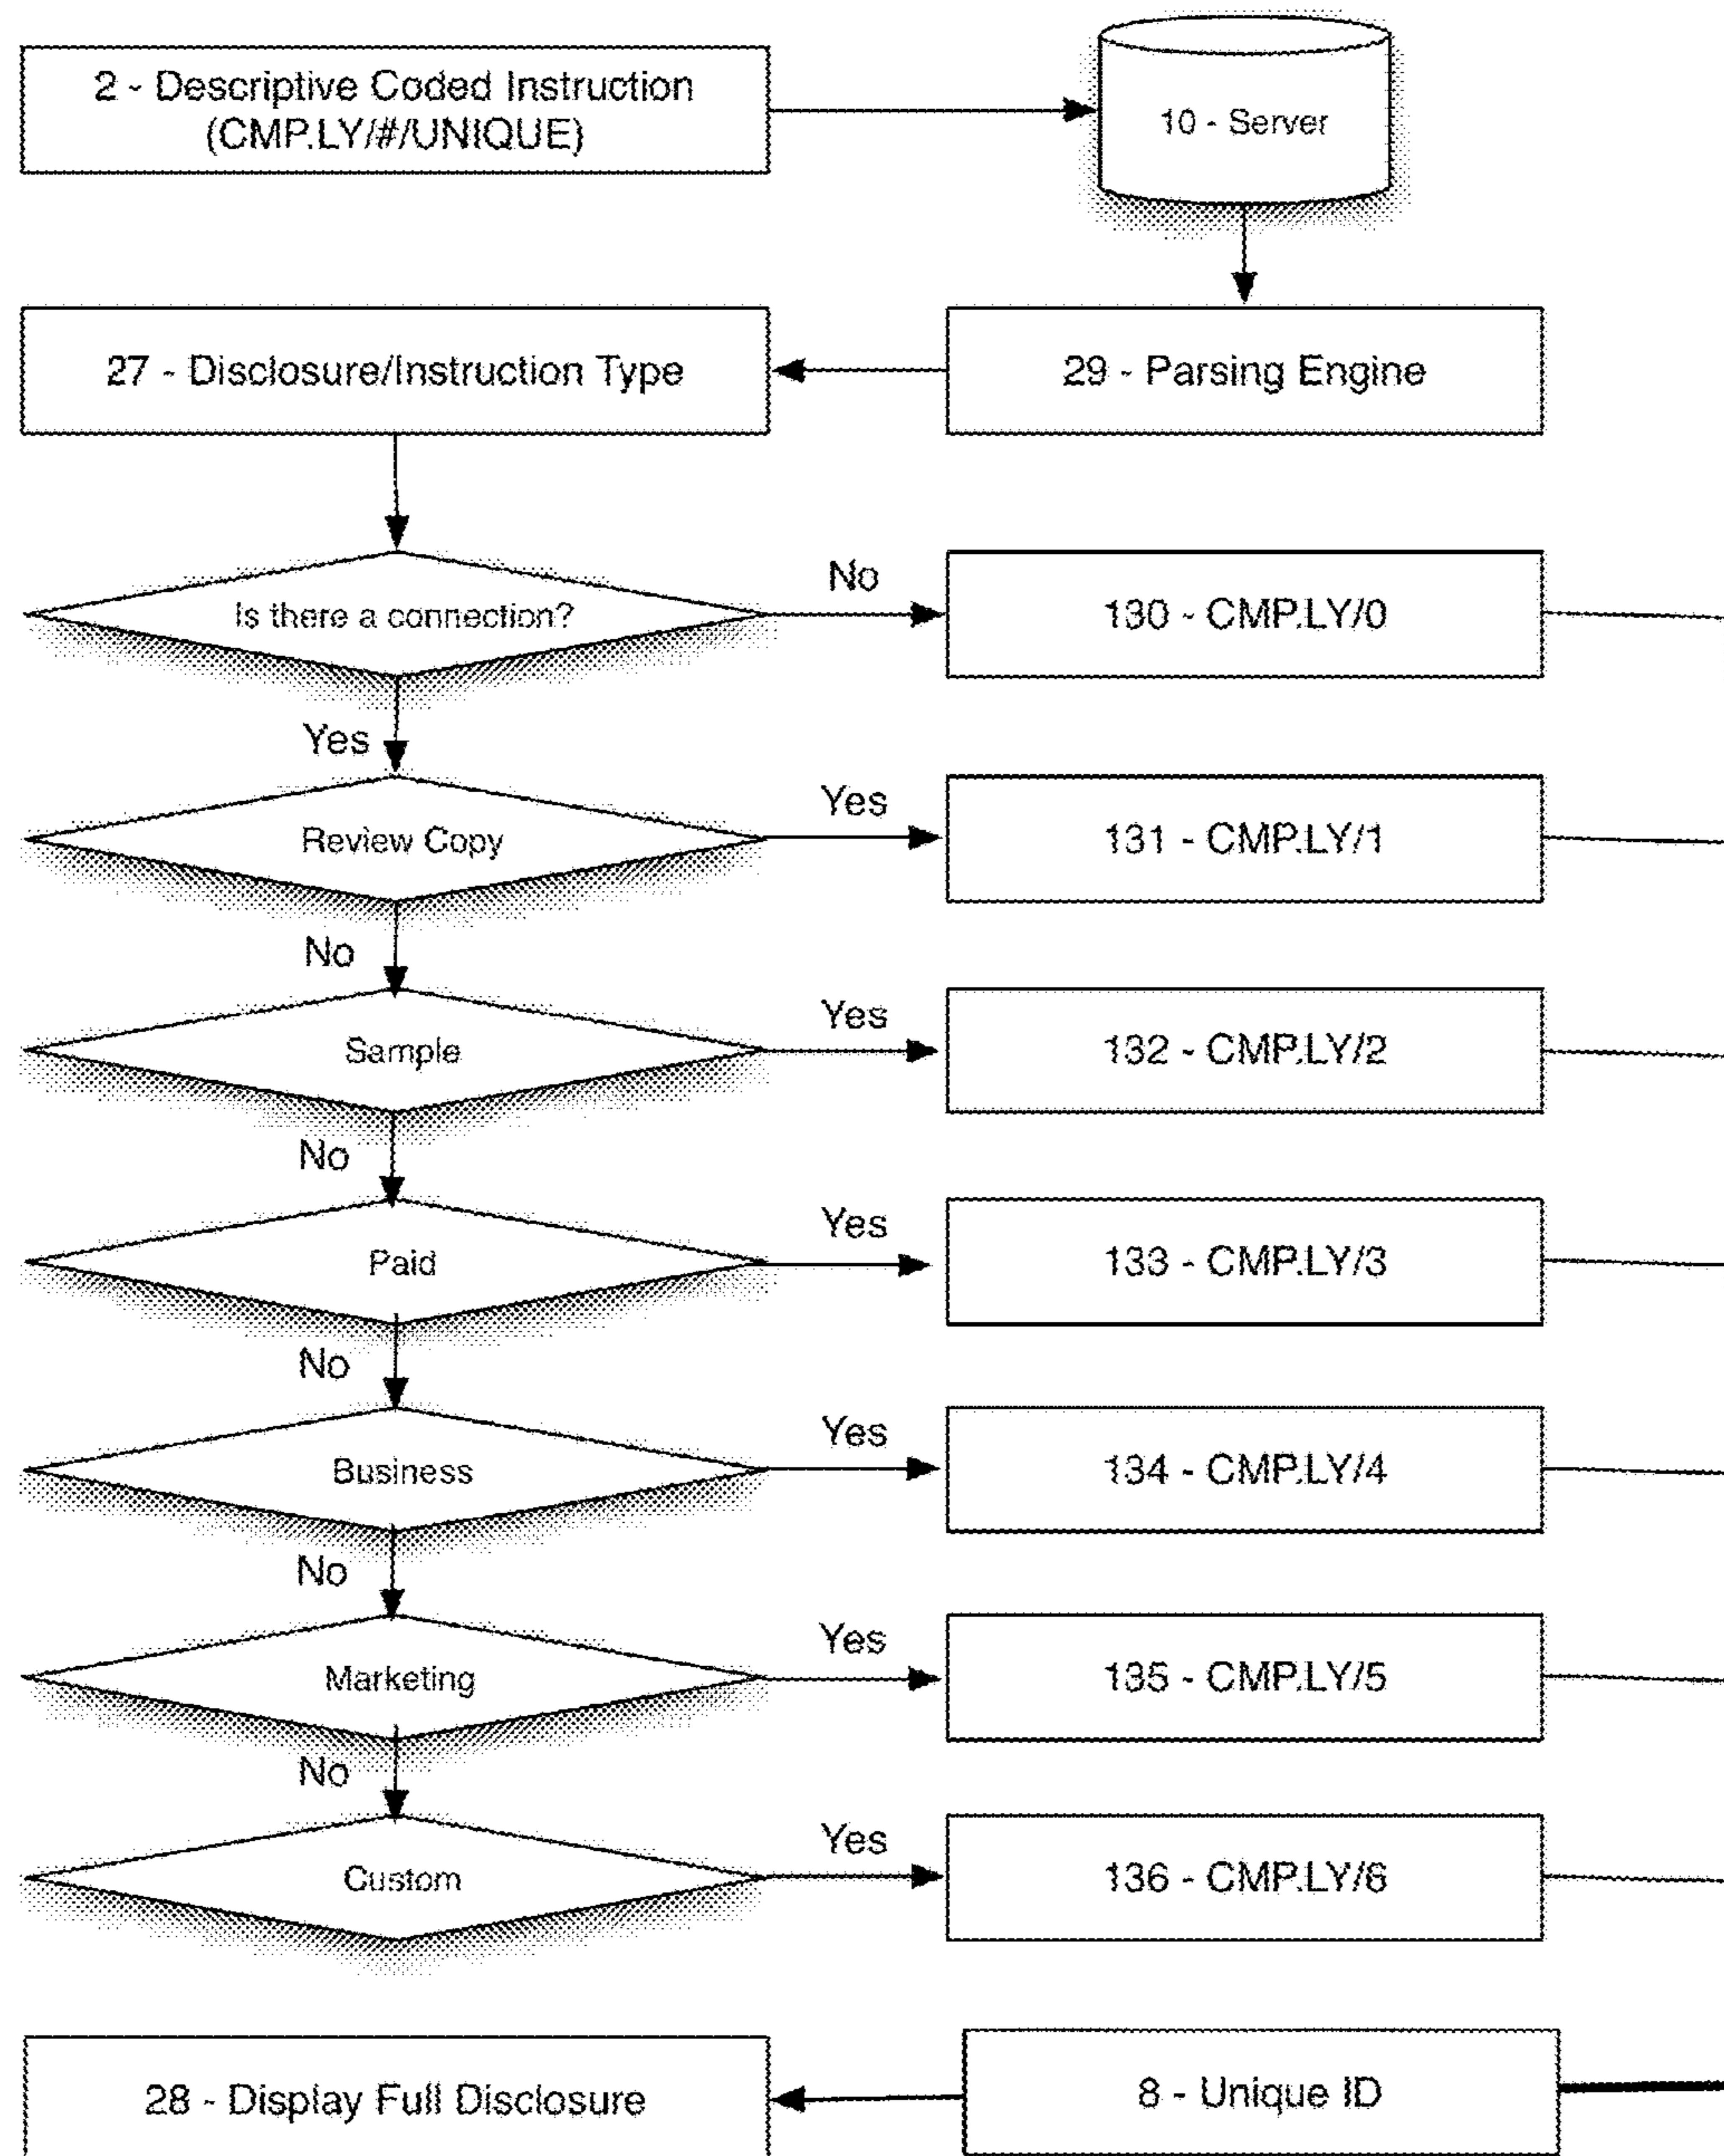 2 - Descriptive Coded Instruction
(CMP.LY/#/UNIQUE)
10 - Server
27 - Disclosure/Instruction Type
29 - Parsing Engine
Is there a connection?
No
130 - CMP.LY/0
Yes
Review Copy
Yes
131 - CMP.LY/1
No
Sample
Yes
132 - CMP.LY/2
No
Paid
Yes
133 - CMP.LY/3
No
Business
Yes
134 - CMP.LY/4
No
Marketing
Yes
135 - CMP.LY/5
No
Custom
Yes
136 - CMP.LY/6
28 - Display Full Disclosure
8 - Unique ID